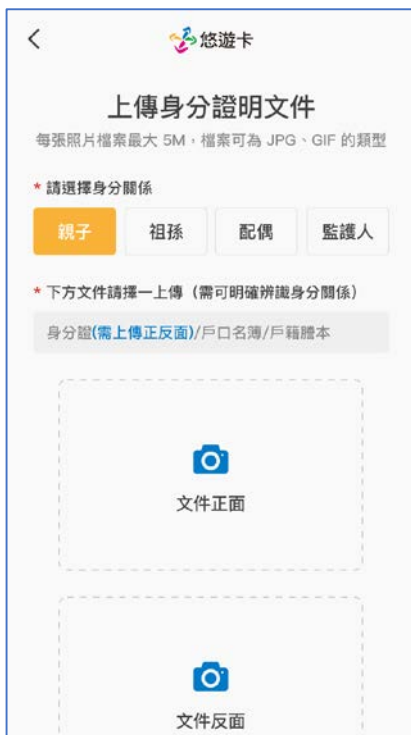 悠遊卡
上傳身分證明文件
每張照片檔案最大 5M，檔案可為 JPG、GIF 的類型
* 請選擇身分關係
親子 祖孫 配偶 監護人
* 下方文件請擇一上傳（需可明確辨識身分關係）
身分證(需上傳正反面)/戶口名簿/戶籍謄本
文件正面
文件反面